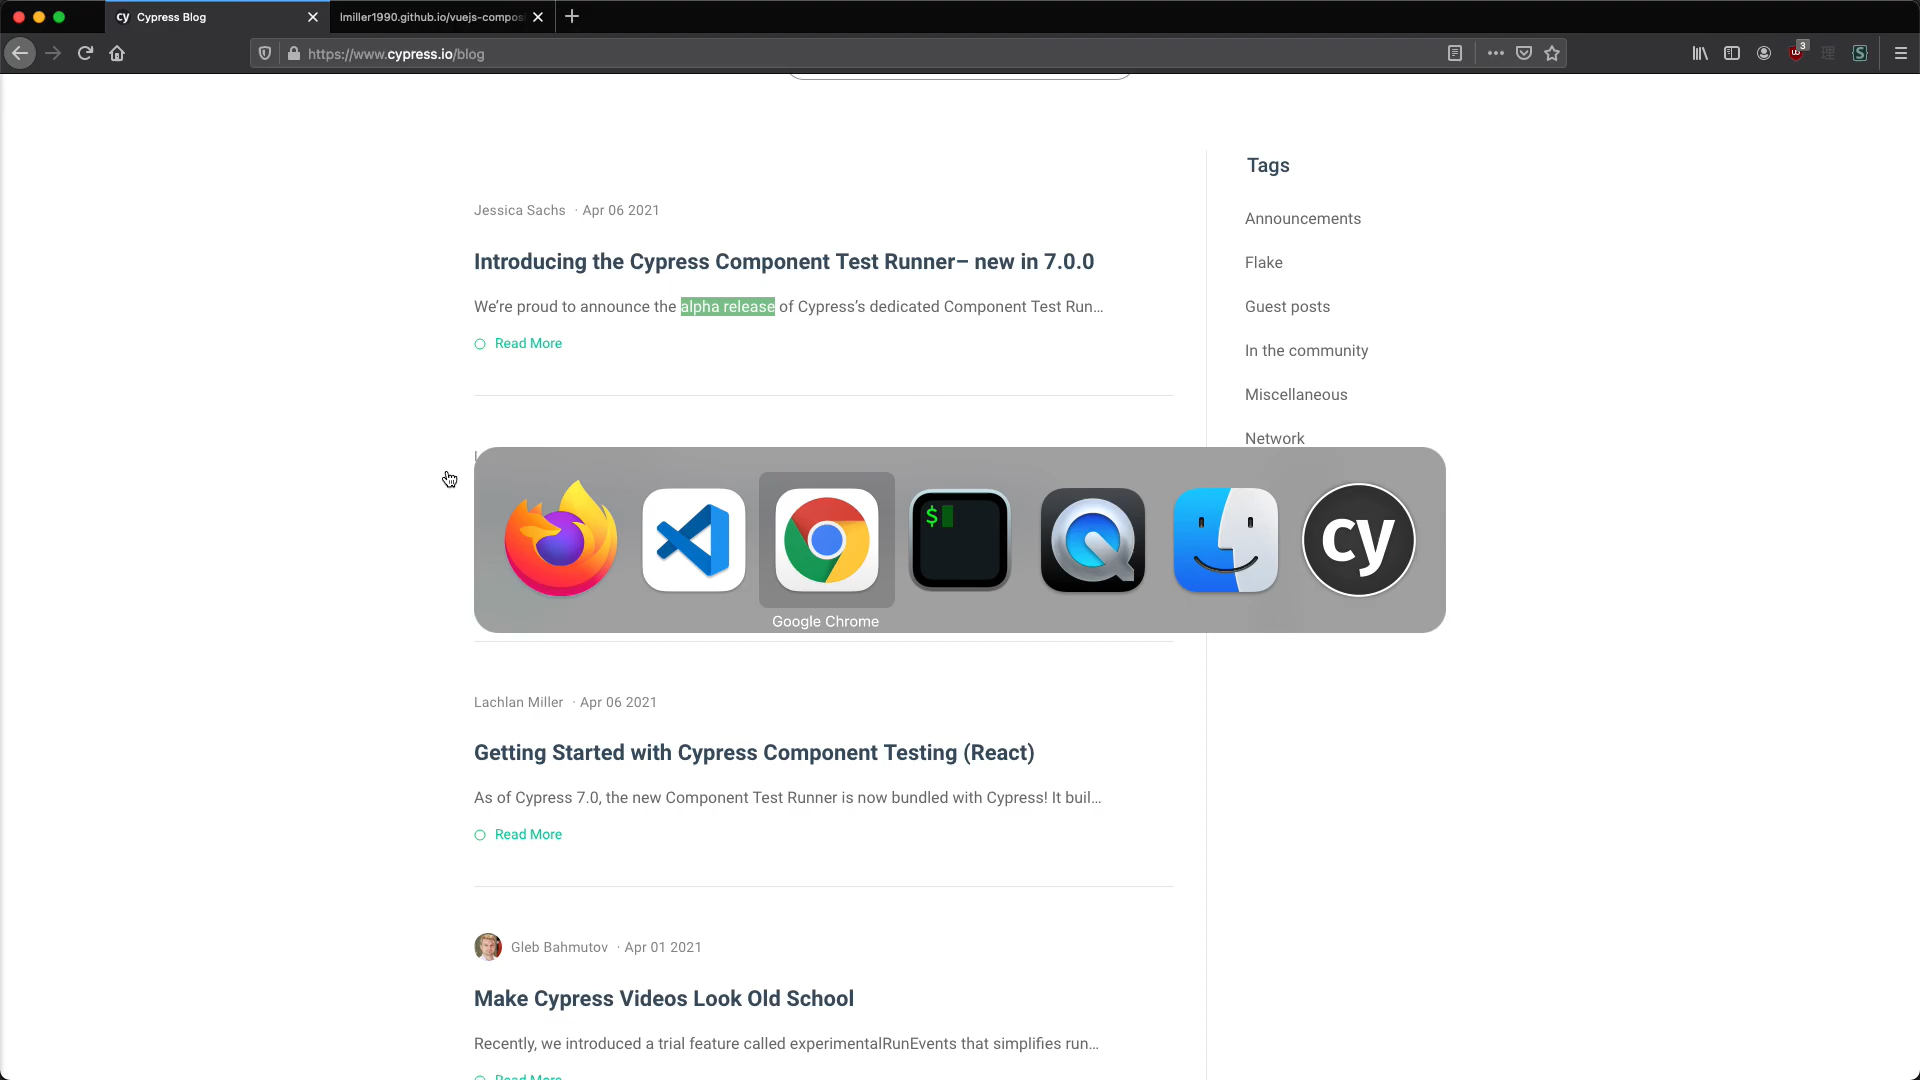 cy Cypress Blog
lmiller1990.github.io/vuejs-compos
https://www.cypress.io/blog
3
Tags
Jessica Sachs · Apr 06 2021
Announcements
Introducing the Cypress Component Test Runner– new in 7.0.0
Flake
We’re proud to announce the alpha release of Cypress’s dedicated Component Test Run…
Guest posts
Read More
In the community
Miscellaneous
Network
$
cy
Google Chrome
Lachlan Miller · Apr 06 2021
Getting Started with Cypress Component Testing (React)
As of Cypress 7.0, the new Component Test Runner is now bundled with Cypress! It buil…
Read More
Gleb Bahmutov · Apr 01 2021
Make Cypress Videos Look Old School
Recently, we introduced a trial feature called experimentalRunEvents that simplifies run…
Read More